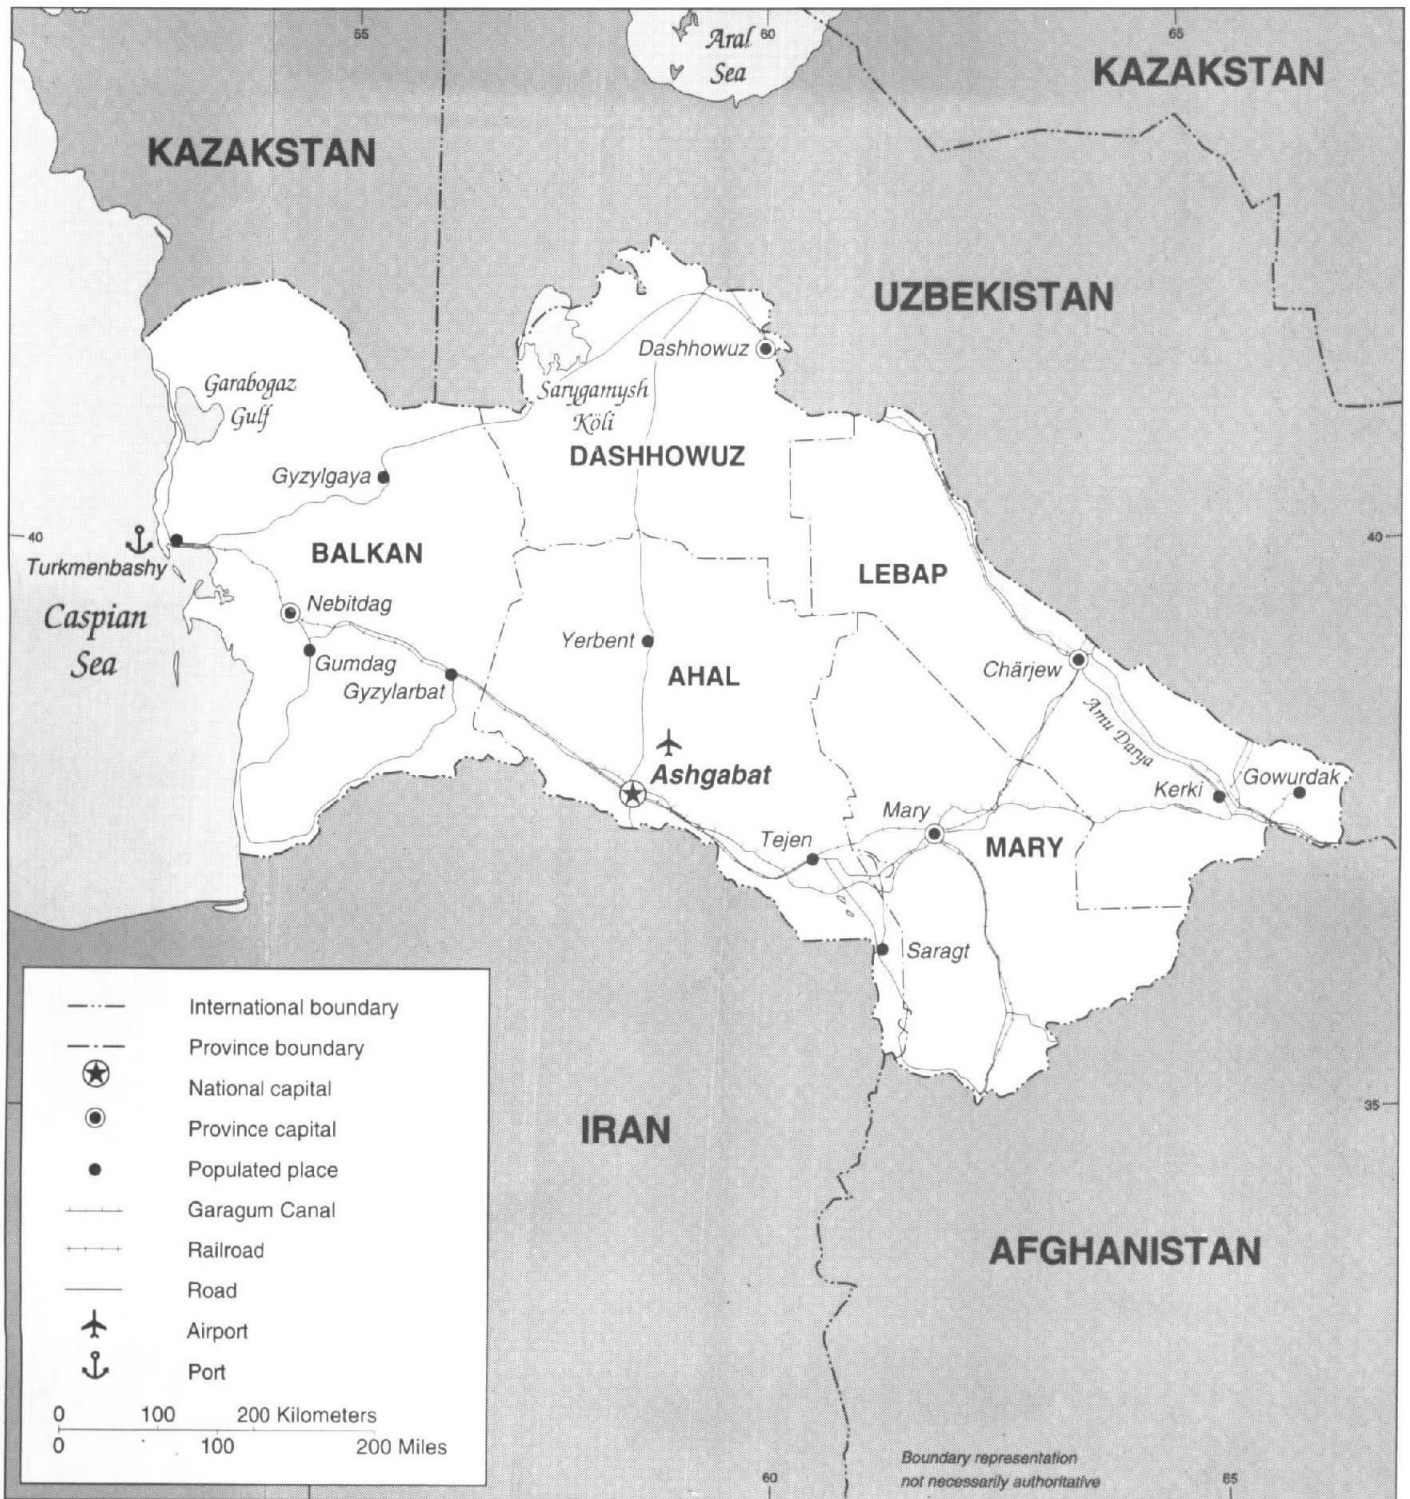 55
60
65
Aral
Sea
KAZAKSTAN
KAZAKSTAN
UZBEKISTAN
Dashhowuz
Garabogaz
Gulf
Sarygamysh
Köli
DASHHOWUZ
Gyzylgaya
40
40
BALKAN
Turkmenbashy
LEBAP
Caspian
Sea
Nebitdag
Yerbent
Gumdag
Chärjew
AHAL
Gyzylarbat
Amu Darya
Ashgabat
Kerki
Gowurdak
Mary
Tejen
MARY
Saragt
International boundary
Province boundary
National capital
Province capital
Populated place
Garagum Canal
Railroad
Road
Airport
Port
0 100 200 Kilometers
0 100 200 Miles
IRAN
35
AFGHANISTAN
Boundary representation
not necessarily authoritative
60
65